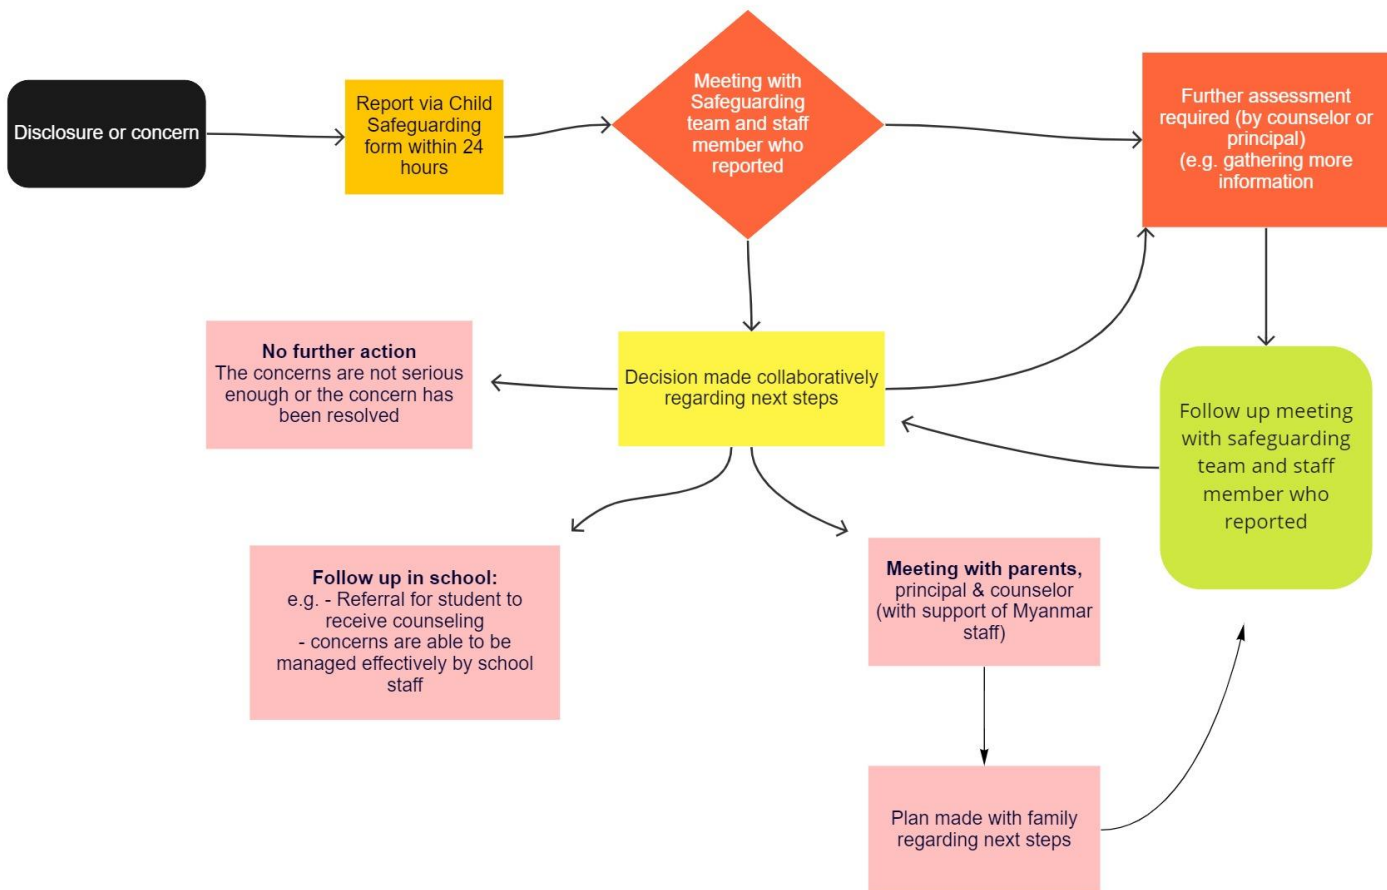 Disclosure or concern
Report via Child
Safeguarding
form within 24
hours
Meeting with
Safeguarding
team and staff
member who
reported
Further assessment
required (by counselor or
principal)
(e.g. gathering more
information
No further action
The concerns are not serious
enough or the concern has
been resolved
Decision made collaboratively
regarding next steps
Follow up meeting
with safeguarding
team and staff
member who
reported
Follow up in school:
e.g. - Referral for student to
receive counseling
- concerns are able to be
managed effectively by school
staff
Meeting with parents,
principal & counselor
(with support of Myanmar
staff)
Plan made with family
regarding next steps